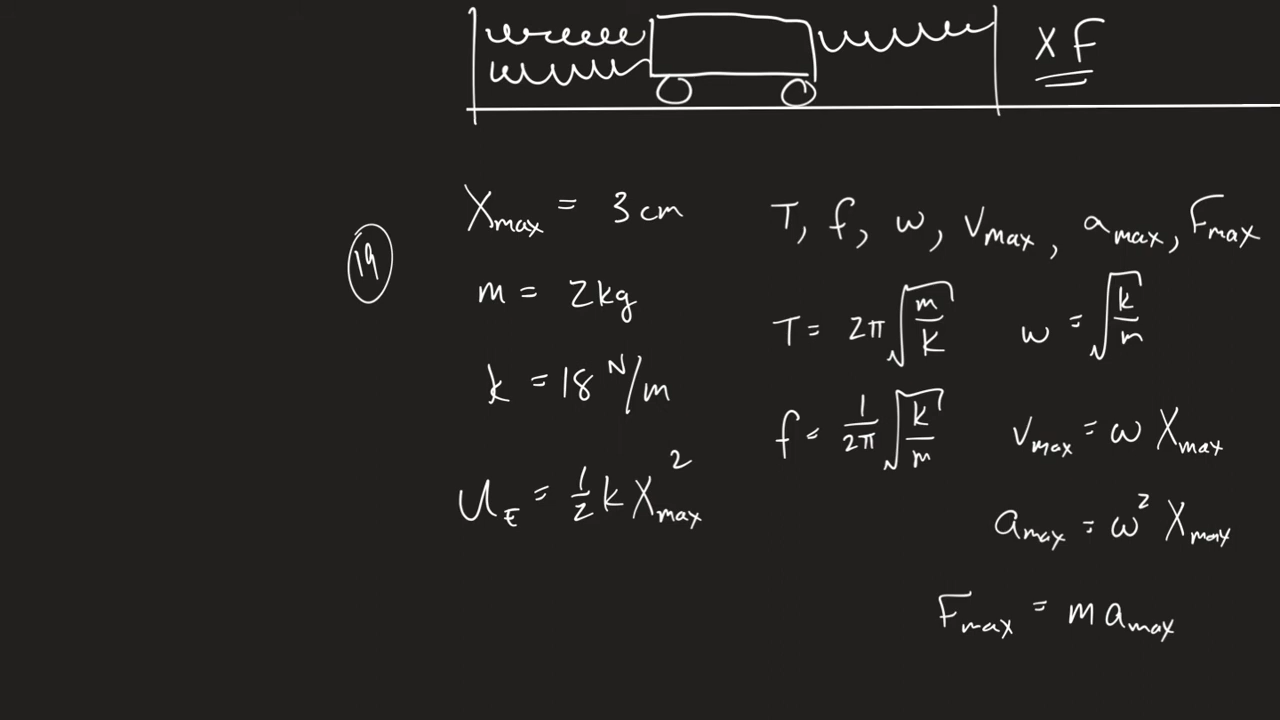 X F
19
Xmax = 3 cm
T, f, ω, Vmax, amax, Fmax
m = 2kg
T = 2π √(m/k)
ω = √(k/m)
k = 18 N/m
f = 1/2π √(k/m)
Vmax = ω Xmax
UE = 1/2 k Xmax²
amax = ω² Xmax
Fmax = m amax